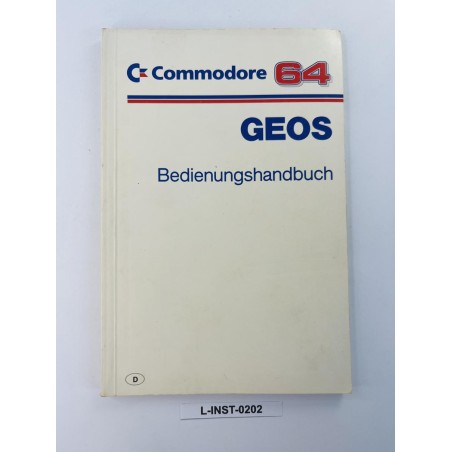 Commodore 64
GEOS
Bedienungshandbuch
D
L-INST-0202